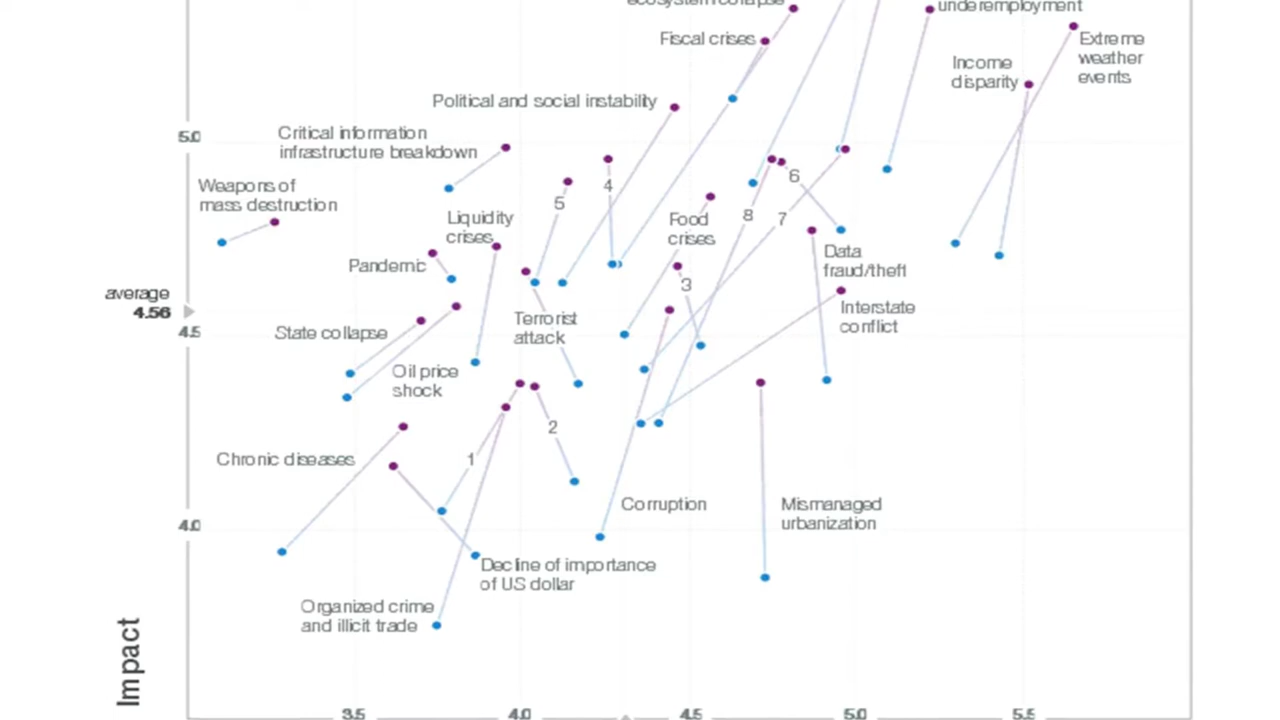 ecosystem collapse
underemployment
Fiscal crises
Extreme
weather
events
Income
disparity
Political and social instability
5.0
Critical information
infrastructure breakdown
Weapons of
mass destruction
4
5
6
Liquidity
crises
Food
crises
8
7
Pandemic
Data
fraud/theft
3
average
4.56
Interstate
conflict
Terrorist
attack
State collapse
4.5
Oil price
shock
2
Chronic diseases
1
Corruption
Mismanaged
urbanization
4.0
Decline of importance
of US dollar
Organized crime
and illicit trade
Impact
3.5
4.0
4.5
5.0
5.5